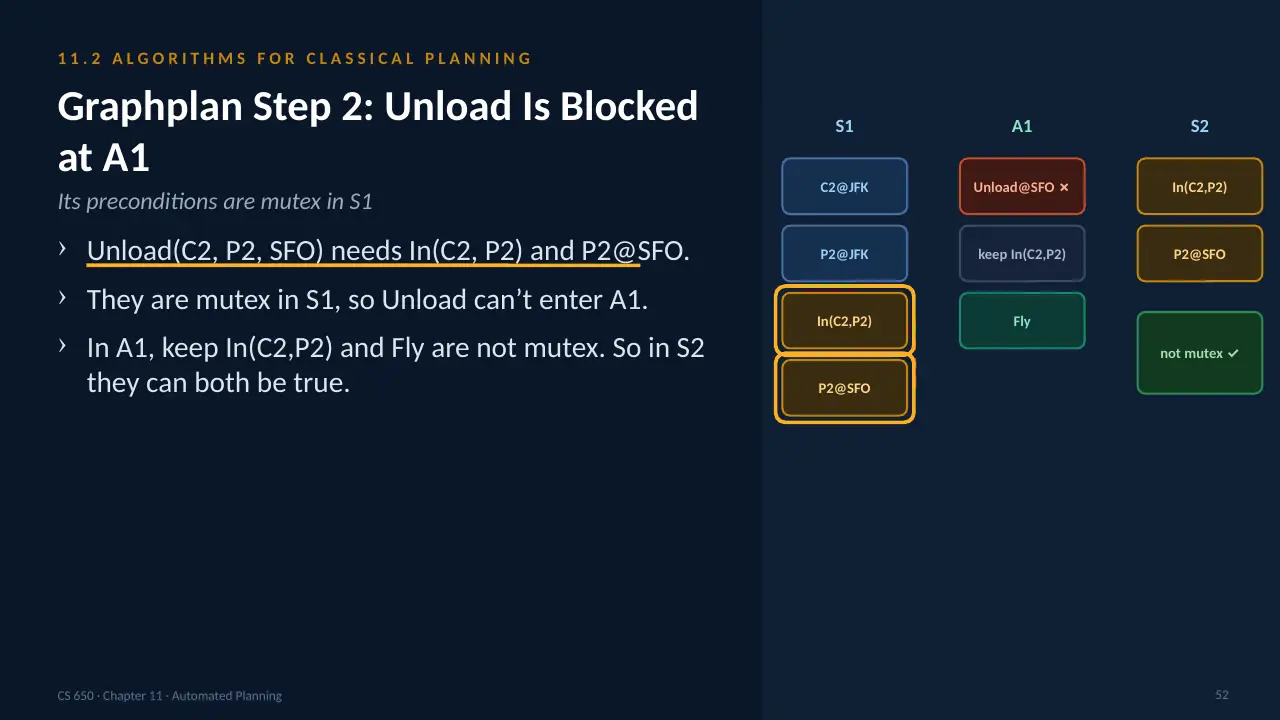 11.2 ALGORITHMS FOR CLASSICAL PLANNING
Graphplan Step 2: Unload Is Blocked
at A1
Its preconditions are mutex in S1
› Unload(C2, P2, SFO) needs In(C2, P2) and P2@SFO.
› They are mutex in S1, so Unload can’t enter A1.
› In A1, keep In(C2,P2) and Fly are not mutex. So in S2
they can both be true.
S1 A1 S2
C2@JFK Unload@SFO × In(C2,P2)
P2@JFK keep In(C2,P2) P2@SFO
In(C2,P2) Fly
not mutex ✓
P2@SFO
CS 650 · Chapter 11 · Automated Planning
52